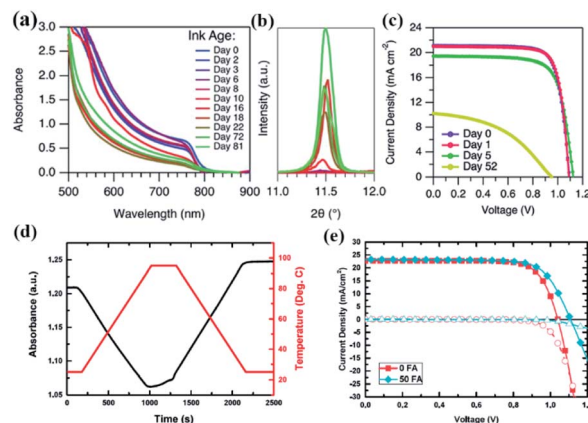 (a)
3.0
2.5
2.0
1.5
1.0
0.5
0.0
Absorbance
500 600 700 800 900
Wavelength (nm)
Ink Age:
Day 0
Day 2
Day 3
Day 6
Day 8
Day 10
Day 16
Day 18
Day 72
Day 81
(b)
Intensity (a.u.)
11.0 11.5 12.0
2θ (°)
(c)
Current Density (mA cm-2)
25
20
15
10
5
0
0.0 0.2 0.4 0.6 0.8 1.0 1.2
Voltage (V)
Day 0
Day 1
Day 5
Day 52
(d)
Absorbance (a.u.)
1.25
1.20
1.15
1.10
1.05
0 500 1000 1500 2000 2500
Time (s)
Temperature (Deg. C)
100
80
60
40
20
(e)
Current Density (mA/cm²)
30
25
20
15
10
5
0
-5
-10
-15
-20
-25
-30
0,0 0,2 0,4 0,6 0,8 1,0 1,2
Voltage (V)
0 FA
50 FA